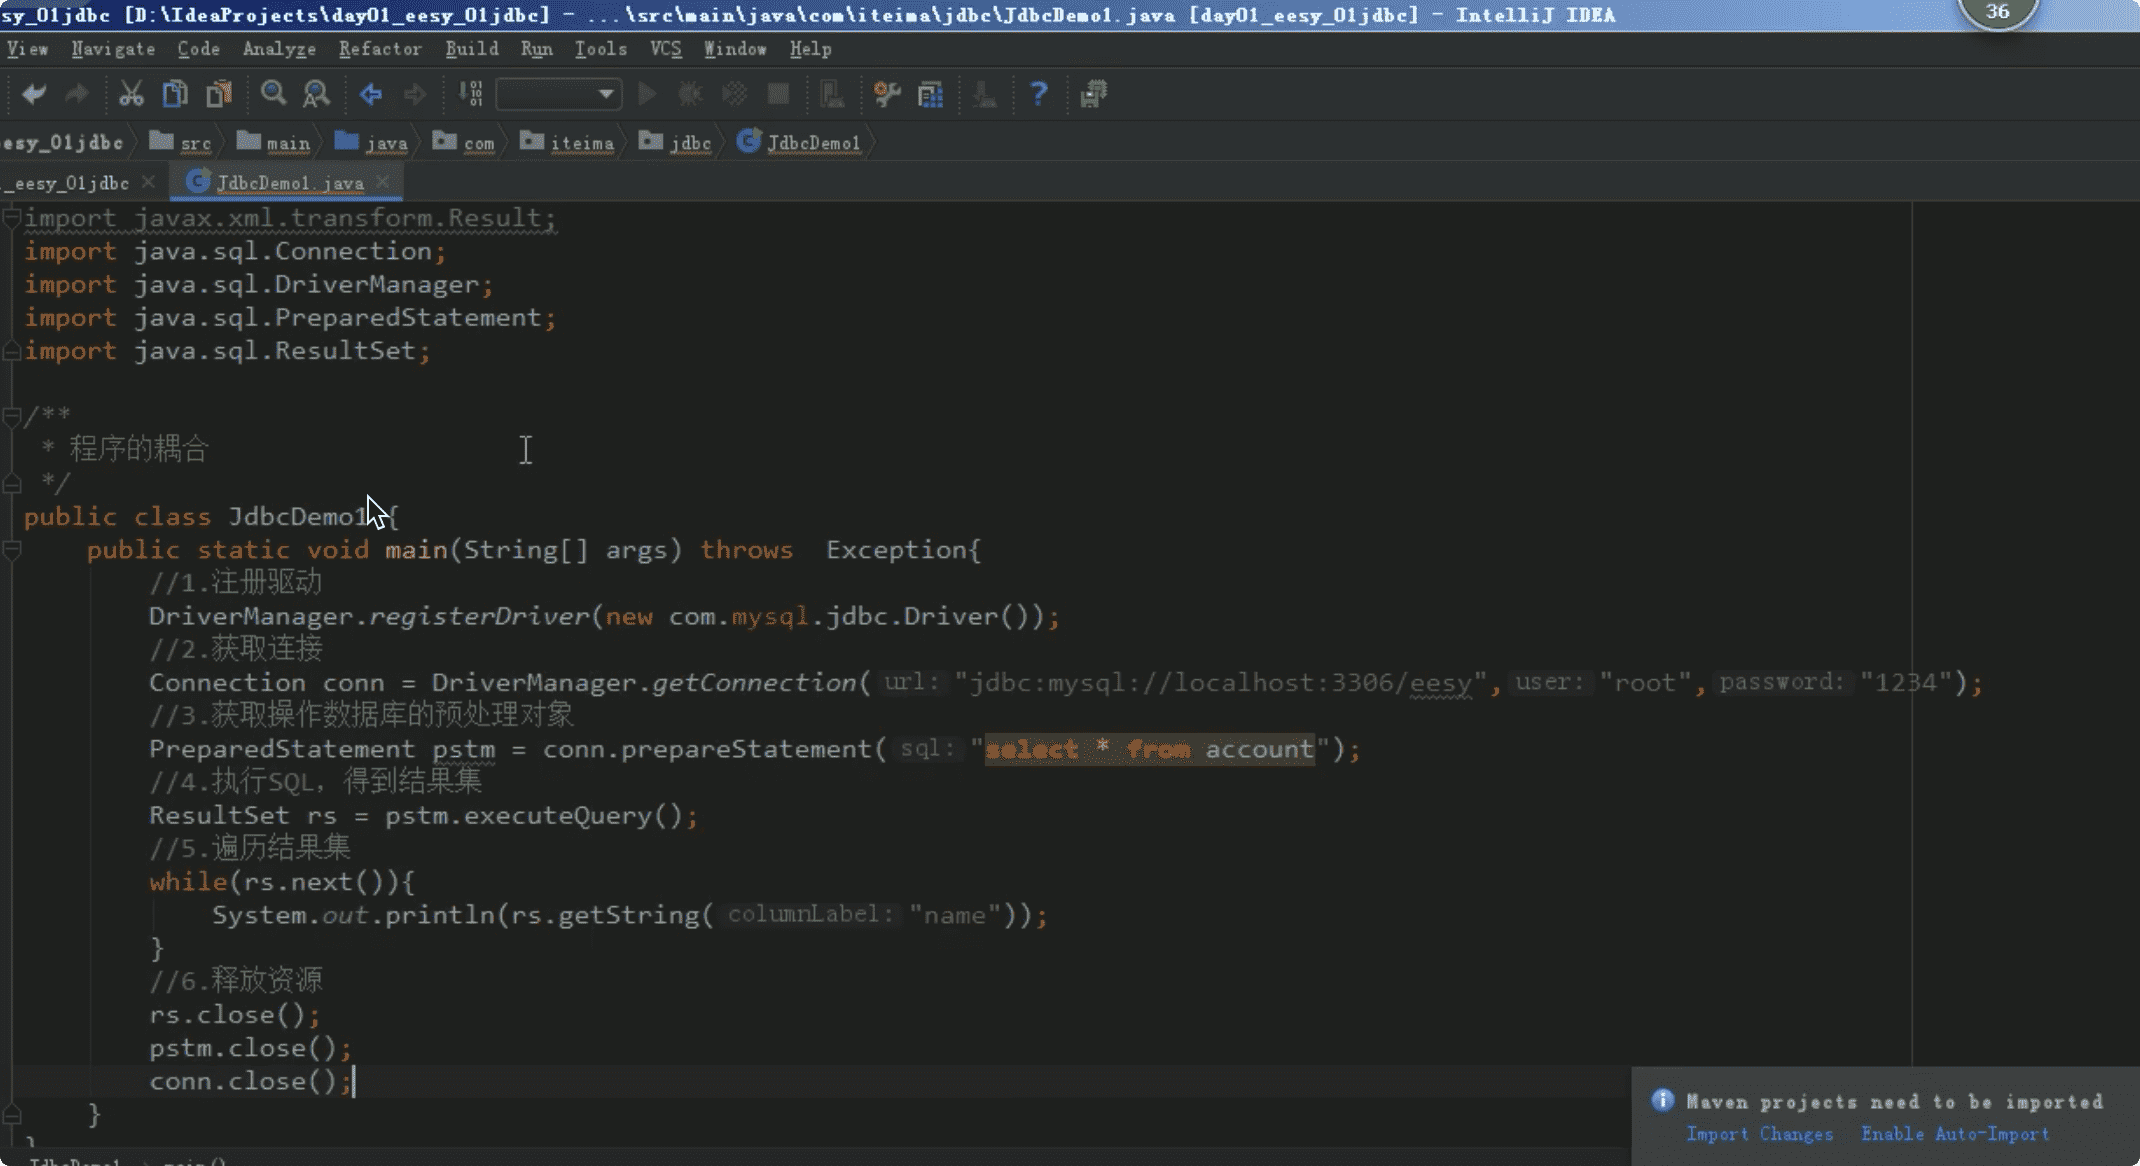 sy_01jdbc [D:\IdeaProjects\day01_eesy_01jdbc] - ...\src\main\java\com\iteima\jdbc\JdbcDemo1.java [day01_eesy_01jdbc] - IntelliJ IDEA
36
View Navigate Code Analyze Refactor Build Run Tools VCS Window Help
esy_01jdbc src main java com iteima jdbc JdbcDemo1
_eesy_01jdbc JdbcDemo1.java
import javax.xml.transform.Result;
import java.sql.Connection;
import java.sql.DriverManager;
import java.sql.PreparedStatement;
import java.sql.ResultSet;
/**
* 程序的耦合
*/
public class JdbcDemo1 {
public static void main(String[] args) throws  Exception{
//1.注册驱动
DriverManager.registerDriver(new com.mysql.jdbc.Driver());
//2.获取连接
Connection conn = DriverManager.getConnection( url: "jdbc:mysql://localhost:3306/eesy", user: "root", password: "1234");
//3.获取操作数据库的预处理对象
PreparedStatement pstm = conn.prepareStatement( sql: "select * from account");
//4.执行SQL，得到结果集
ResultSet rs = pstm.executeQuery();
//5.遍历结果集
while(rs.next()){
System.out.println(rs.getString( columnLabel: "name"));
}
//6.释放资源
rs.close();
pstm.close();
conn.close();
}
Maven projects need to be imported
Import Changes Enable Auto-Import